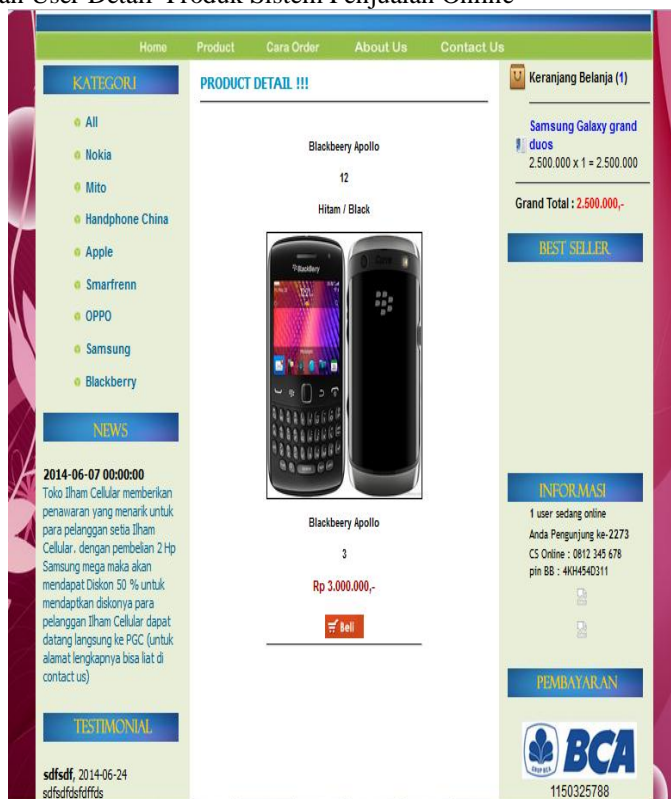 User Detail Produk Sistem Penjualan Online
Home Product Cara Order About Us Contact Us
KATEGORI
All
Nokia
Mito
Handphone China
Apple
Smarfrenn
OPPO
Samsung
Blackberry
NEWS
2014-06-07 00:00:00
Toko Ilham Cellular memberikan
penawaran yang menarik untuk
para pelanggan setia Ilham
Cellular. dengan pembelian 2 Hp
Samsung mega maka akan
mendapat Diskon 50 % untuk
mendaptkan diskonya para
pelanggan Ilham Cellular dapat
datang langsung ke PGC (untuk
alamat lengkapnya bisa liat di
contact us)
TESTIMONIAL
sdfsdf, 2014-06-24
sdfsdfdsfdffds
PRODUCT DETAIL !!!
Blackbeery Apollo
12
Hitam / Black
BlackBerry
Blackbeery Apollo
3
Rp 3.000.000,-
Beli
Keranjang Belanja (1)
Samsung Galaxy grand
duos
2.500.000 x 1 = 2.500.000
Grand Total : 2.500.000,-
BEST SELLER
INFORMASI
1 user sedang online
Anda Pengunjung ke-2273
CS Online : 0812 345 678
pin BB : 4KH454D311
PEMBAYARAN
BCA
1150325788